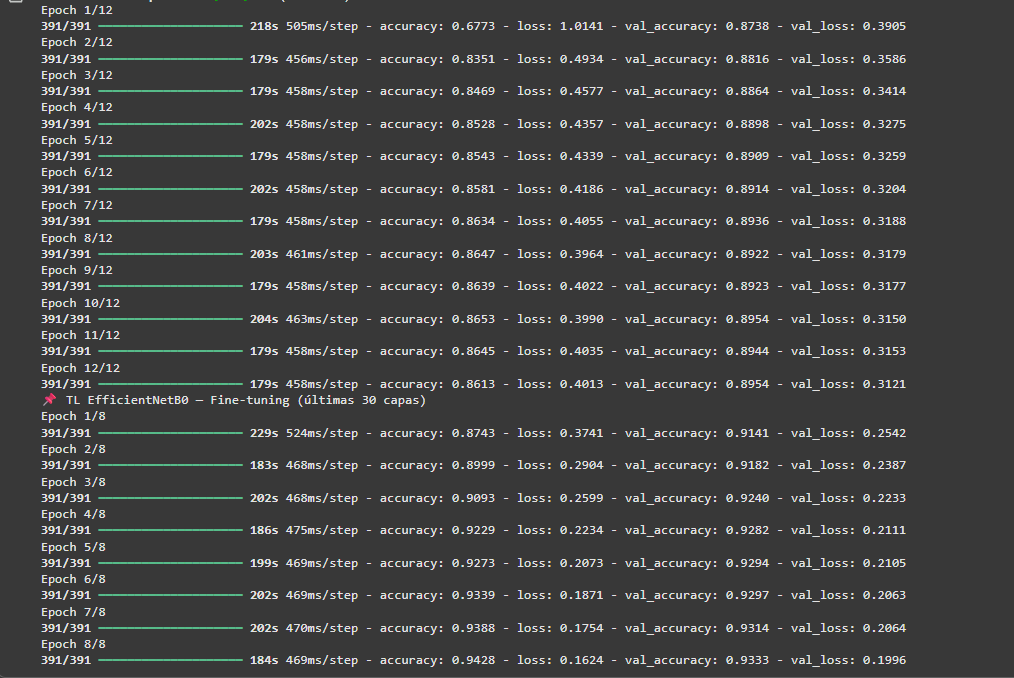 Epoch 1/12
391/391 ━━━━━━━━━━━━━━━━━━━━ 218s 505ms/step - accuracy: 0.6773 - loss: 1.0141 - val_accuracy: 0.8738 - val_loss: 0.3905
Epoch 2/12
391/391 ━━━━━━━━━━━━━━━━━━━━ 179s 456ms/step - accuracy: 0.8351 - loss: 0.4934 - val_accuracy: 0.8816 - val_loss: 0.3586
Epoch 3/12
391/391 ━━━━━━━━━━━━━━━━━━━━ 179s 458ms/step - accuracy: 0.8469 - loss: 0.4577 - val_accuracy: 0.8864 - val_loss: 0.3414
Epoch 4/12
391/391 ━━━━━━━━━━━━━━━━━━━━ 202s 458ms/step - accuracy: 0.8528 - loss: 0.4357 - val_accuracy: 0.8898 - val_loss: 0.3275
Epoch 5/12
391/391 ━━━━━━━━━━━━━━━━━━━━ 179s 458ms/step - accuracy: 0.8543 - loss: 0.4339 - val_accuracy: 0.8909 - val_loss: 0.3259
Epoch 6/12
391/391 ━━━━━━━━━━━━━━━━━━━━ 202s 458ms/step - accuracy: 0.8581 - loss: 0.4186 - val_accuracy: 0.8914 - val_loss: 0.3204
Epoch 7/12
391/391 ━━━━━━━━━━━━━━━━━━━━ 179s 458ms/step - accuracy: 0.8634 - loss: 0.4055 - val_accuracy: 0.8936 - val_loss: 0.3188
Epoch 8/12
391/391 ━━━━━━━━━━━━━━━━━━━━ 203s 461ms/step - accuracy: 0.8647 - loss: 0.3964 - val_accuracy: 0.8922 - val_loss: 0.3179
Epoch 9/12
391/391 ━━━━━━━━━━━━━━━━━━━━ 179s 458ms/step - accuracy: 0.8639 - loss: 0.4022 - val_accuracy: 0.8923 - val_loss: 0.3177
Epoch 10/12
391/391 ━━━━━━━━━━━━━━━━━━━━ 204s 463ms/step - accuracy: 0.8653 - loss: 0.3990 - val_accuracy: 0.8954 - val_loss: 0.3150
Epoch 11/12
391/391 ━━━━━━━━━━━━━━━━━━━━ 179s 458ms/step - accuracy: 0.8645 - loss: 0.4035 - val_accuracy: 0.8944 - val_loss: 0.3153
Epoch 12/12
391/391 ━━━━━━━━━━━━━━━━━━━━ 179s 458ms/step - accuracy: 0.8613 - loss: 0.4013 - val_accuracy: 0.8954 - val_loss: 0.3121
📌 TL EfficientNetB0 — Fine-tuning (últimas 30 capas)
Epoch 1/8
391/391 ━━━━━━━━━━━━━━━━━━━━ 229s 524ms/step - accuracy: 0.8743 - loss: 0.3741 - val_accuracy: 0.9141 - val_loss: 0.2542
Epoch 2/8
391/391 ━━━━━━━━━━━━━━━━━━━━ 183s 468ms/step - accuracy: 0.8999 - loss: 0.2904 - val_accuracy: 0.9182 - val_loss: 0.2387
Epoch 3/8
391/391 ━━━━━━━━━━━━━━━━━━━━ 202s 468ms/step - accuracy: 0.9093 - loss: 0.2599 - val_accuracy: 0.9240 - val_loss: 0.2233
Epoch 4/8
391/391 ━━━━━━━━━━━━━━━━━━━━ 186s 475ms/step - accuracy: 0.9229 - loss: 0.2234 - val_accuracy: 0.9282 - val_loss: 0.2111
Epoch 5/8
391/391 ━━━━━━━━━━━━━━━━━━━━ 199s 469ms/step - accuracy: 0.9273 - loss: 0.2073 - val_accuracy: 0.9294 - val_loss: 0.2105
Epoch 6/8
391/391 ━━━━━━━━━━━━━━━━━━━━ 202s 469ms/step - accuracy: 0.9339 - loss: 0.1871 - val_accuracy: 0.9297 - val_loss: 0.2063
Epoch 7/8
391/391 ━━━━━━━━━━━━━━━━━━━━ 202s 470ms/step - accuracy: 0.9388 - loss: 0.1754 - val_accuracy: 0.9314 - val_loss: 0.2064
Epoch 8/8
391/391 ━━━━━━━━━━━━━━━━━━━━ 184s 469ms/step - accuracy: 0.9428 - loss: 0.1624 - val_accuracy: 0.9333 - val_loss: 0.1996